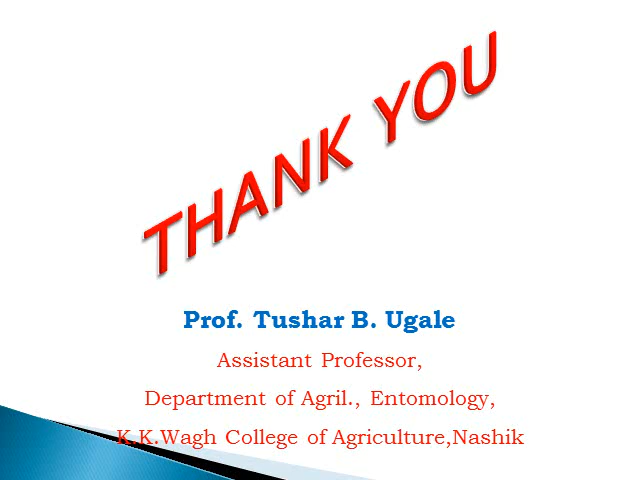 THANK YOU
Prof. Tushar B. Ugale
Assistant Professor,
Department of Agril., Entomology,
K.K.Wagh College of Agriculture,Nashik